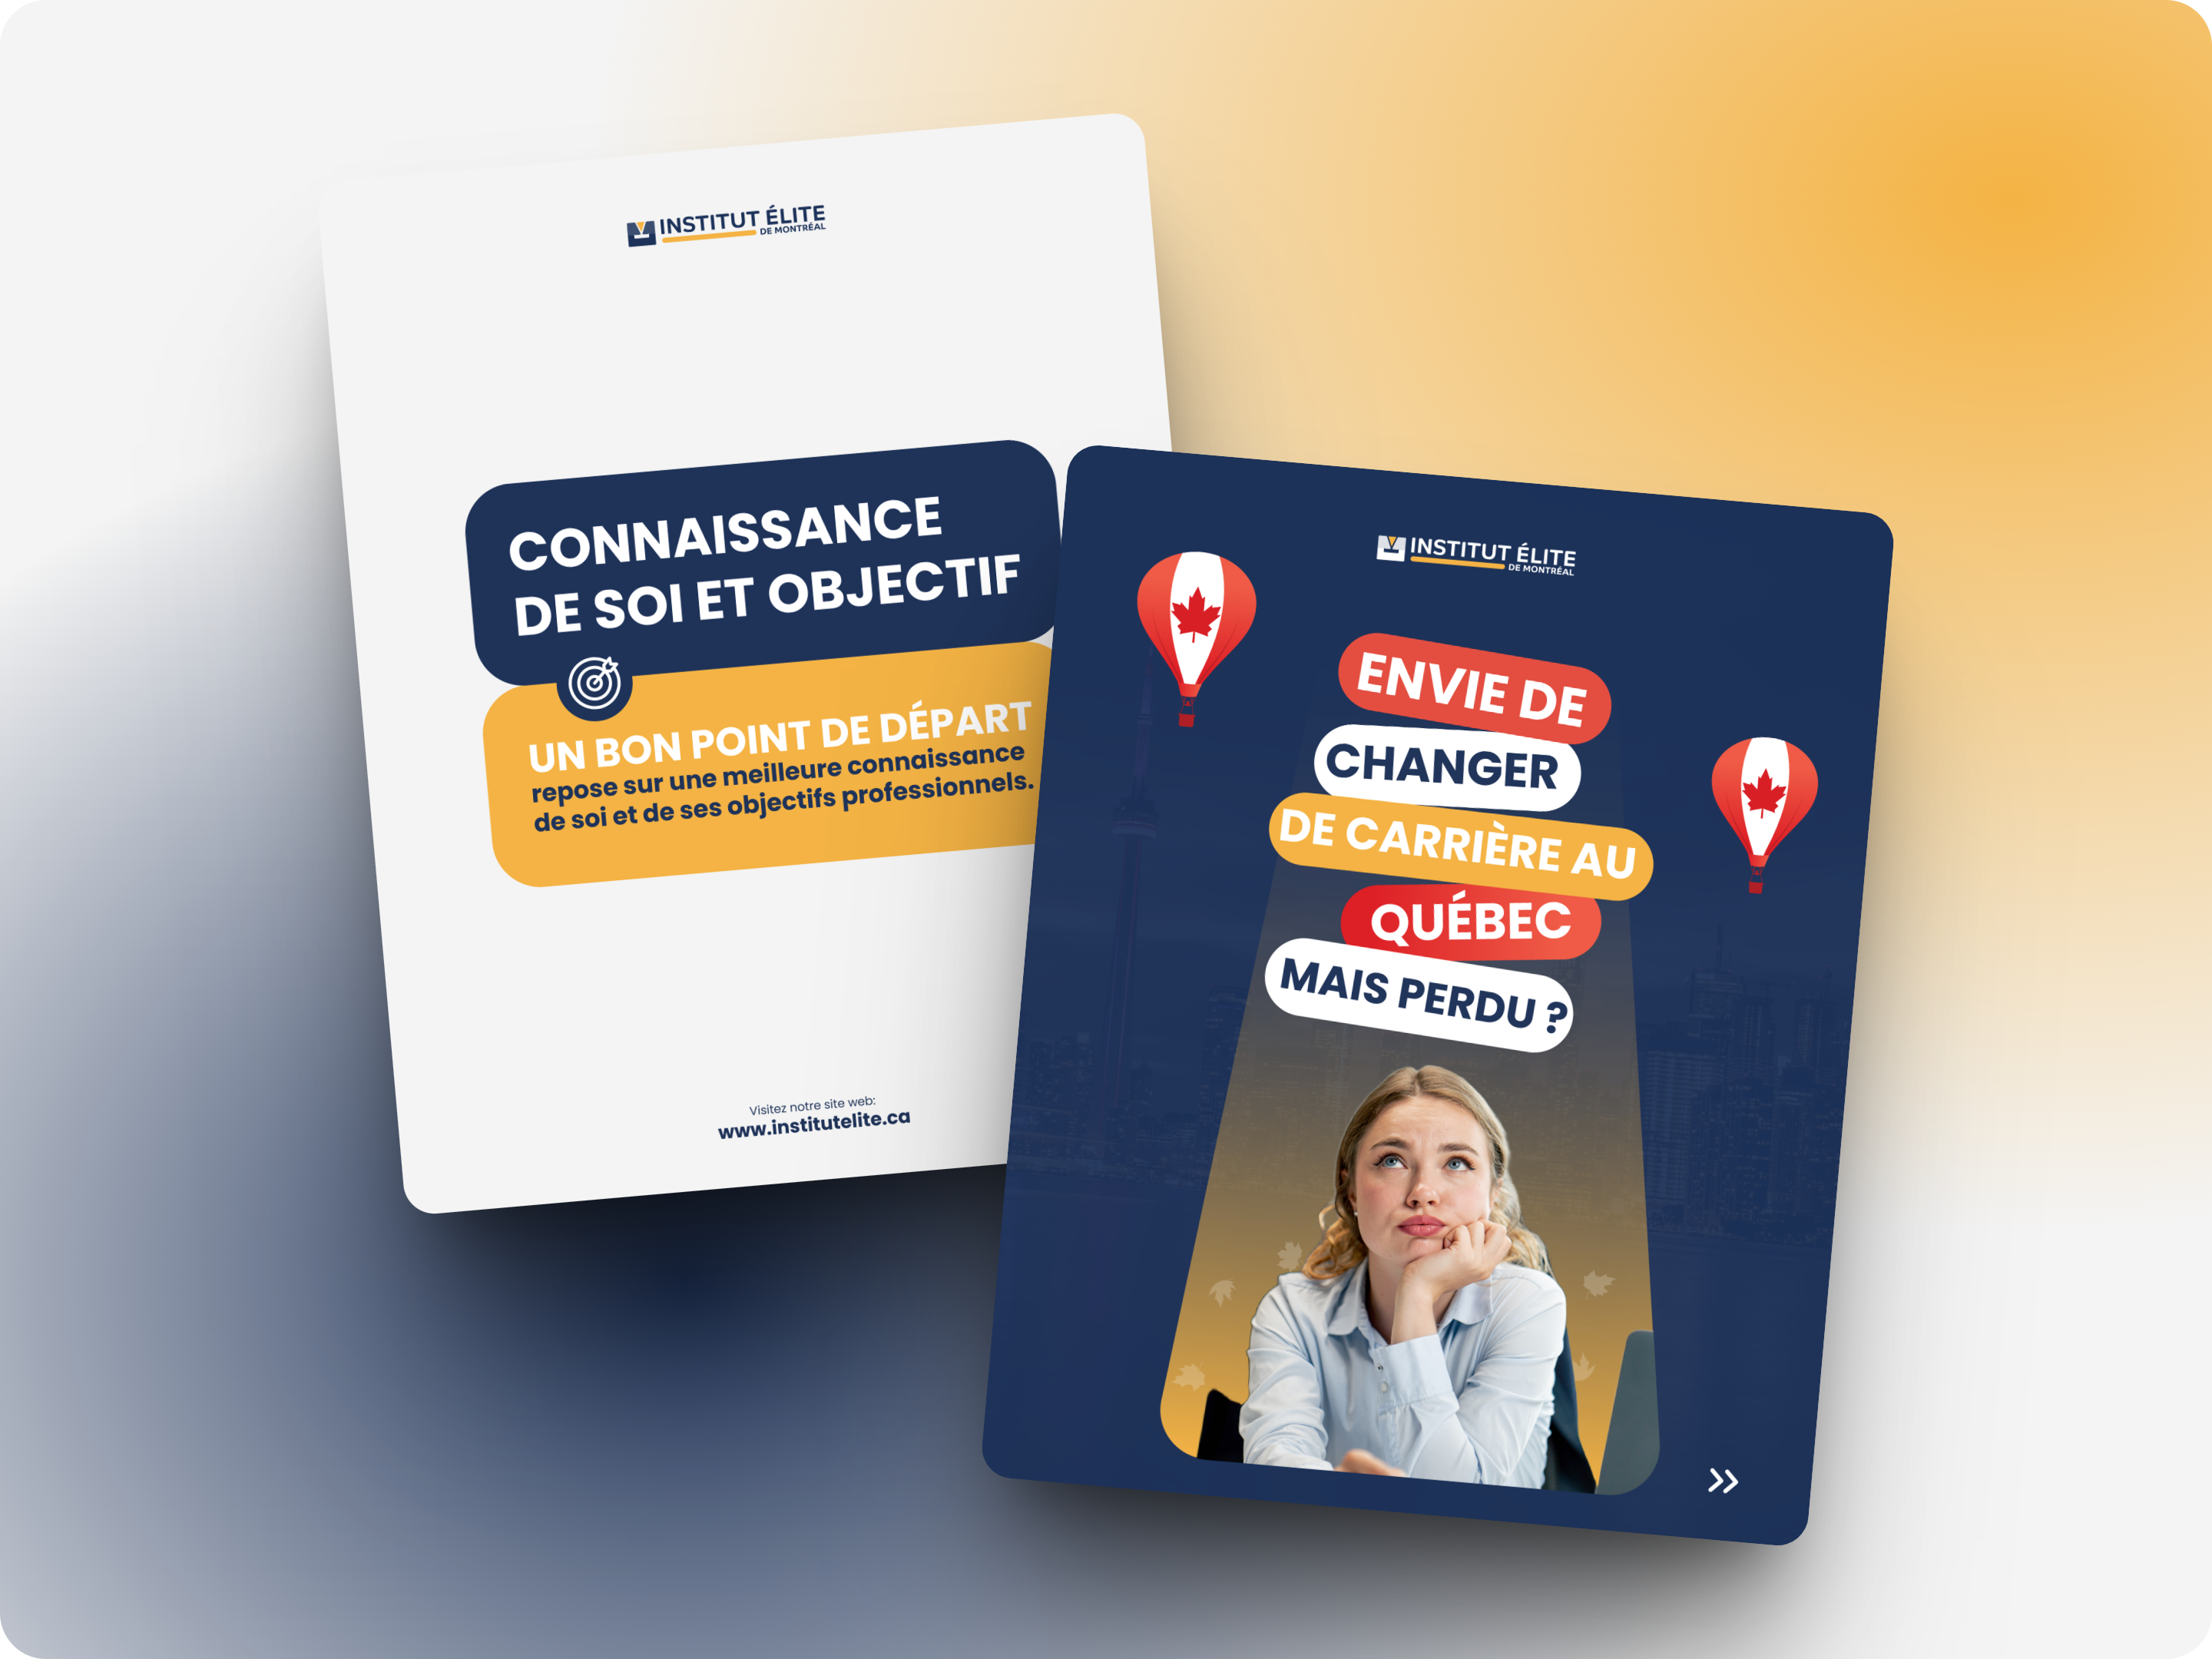 INSTITUT ÉLITE
DE MONTRÉAL
CONNAISSANCE
DE SOI ET OBJECTIF
UN BON POINT DE DÉPART
repose sur une meilleure connaissance
de soi et de ses objectifs professionnels.
Visitez notre site web:
www.institutelite.ca
INSTITUT ÉLITE
DE MONTRÉAL
ENVIE DE
CHANGER
DE CARRIÈRE AU
QUÉBEC
MAIS PERDU ?